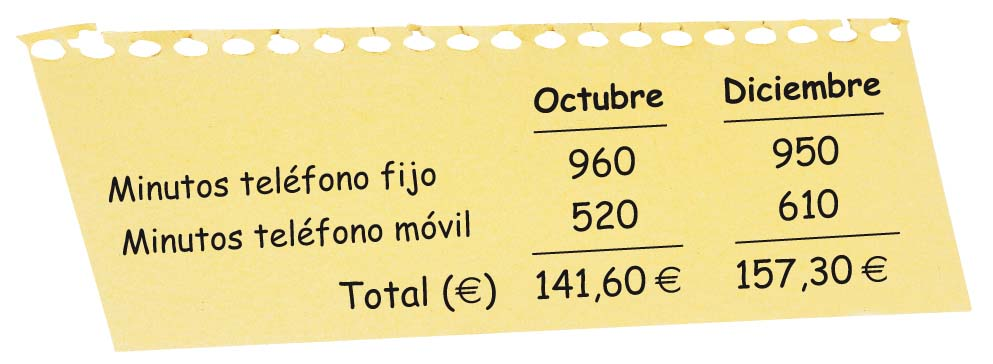 Octubre Diciembre
Minutos teléfono fijo 960 950
Minutos teléfono móvil 520 610
Total (€) 141,60 € 157,30 €